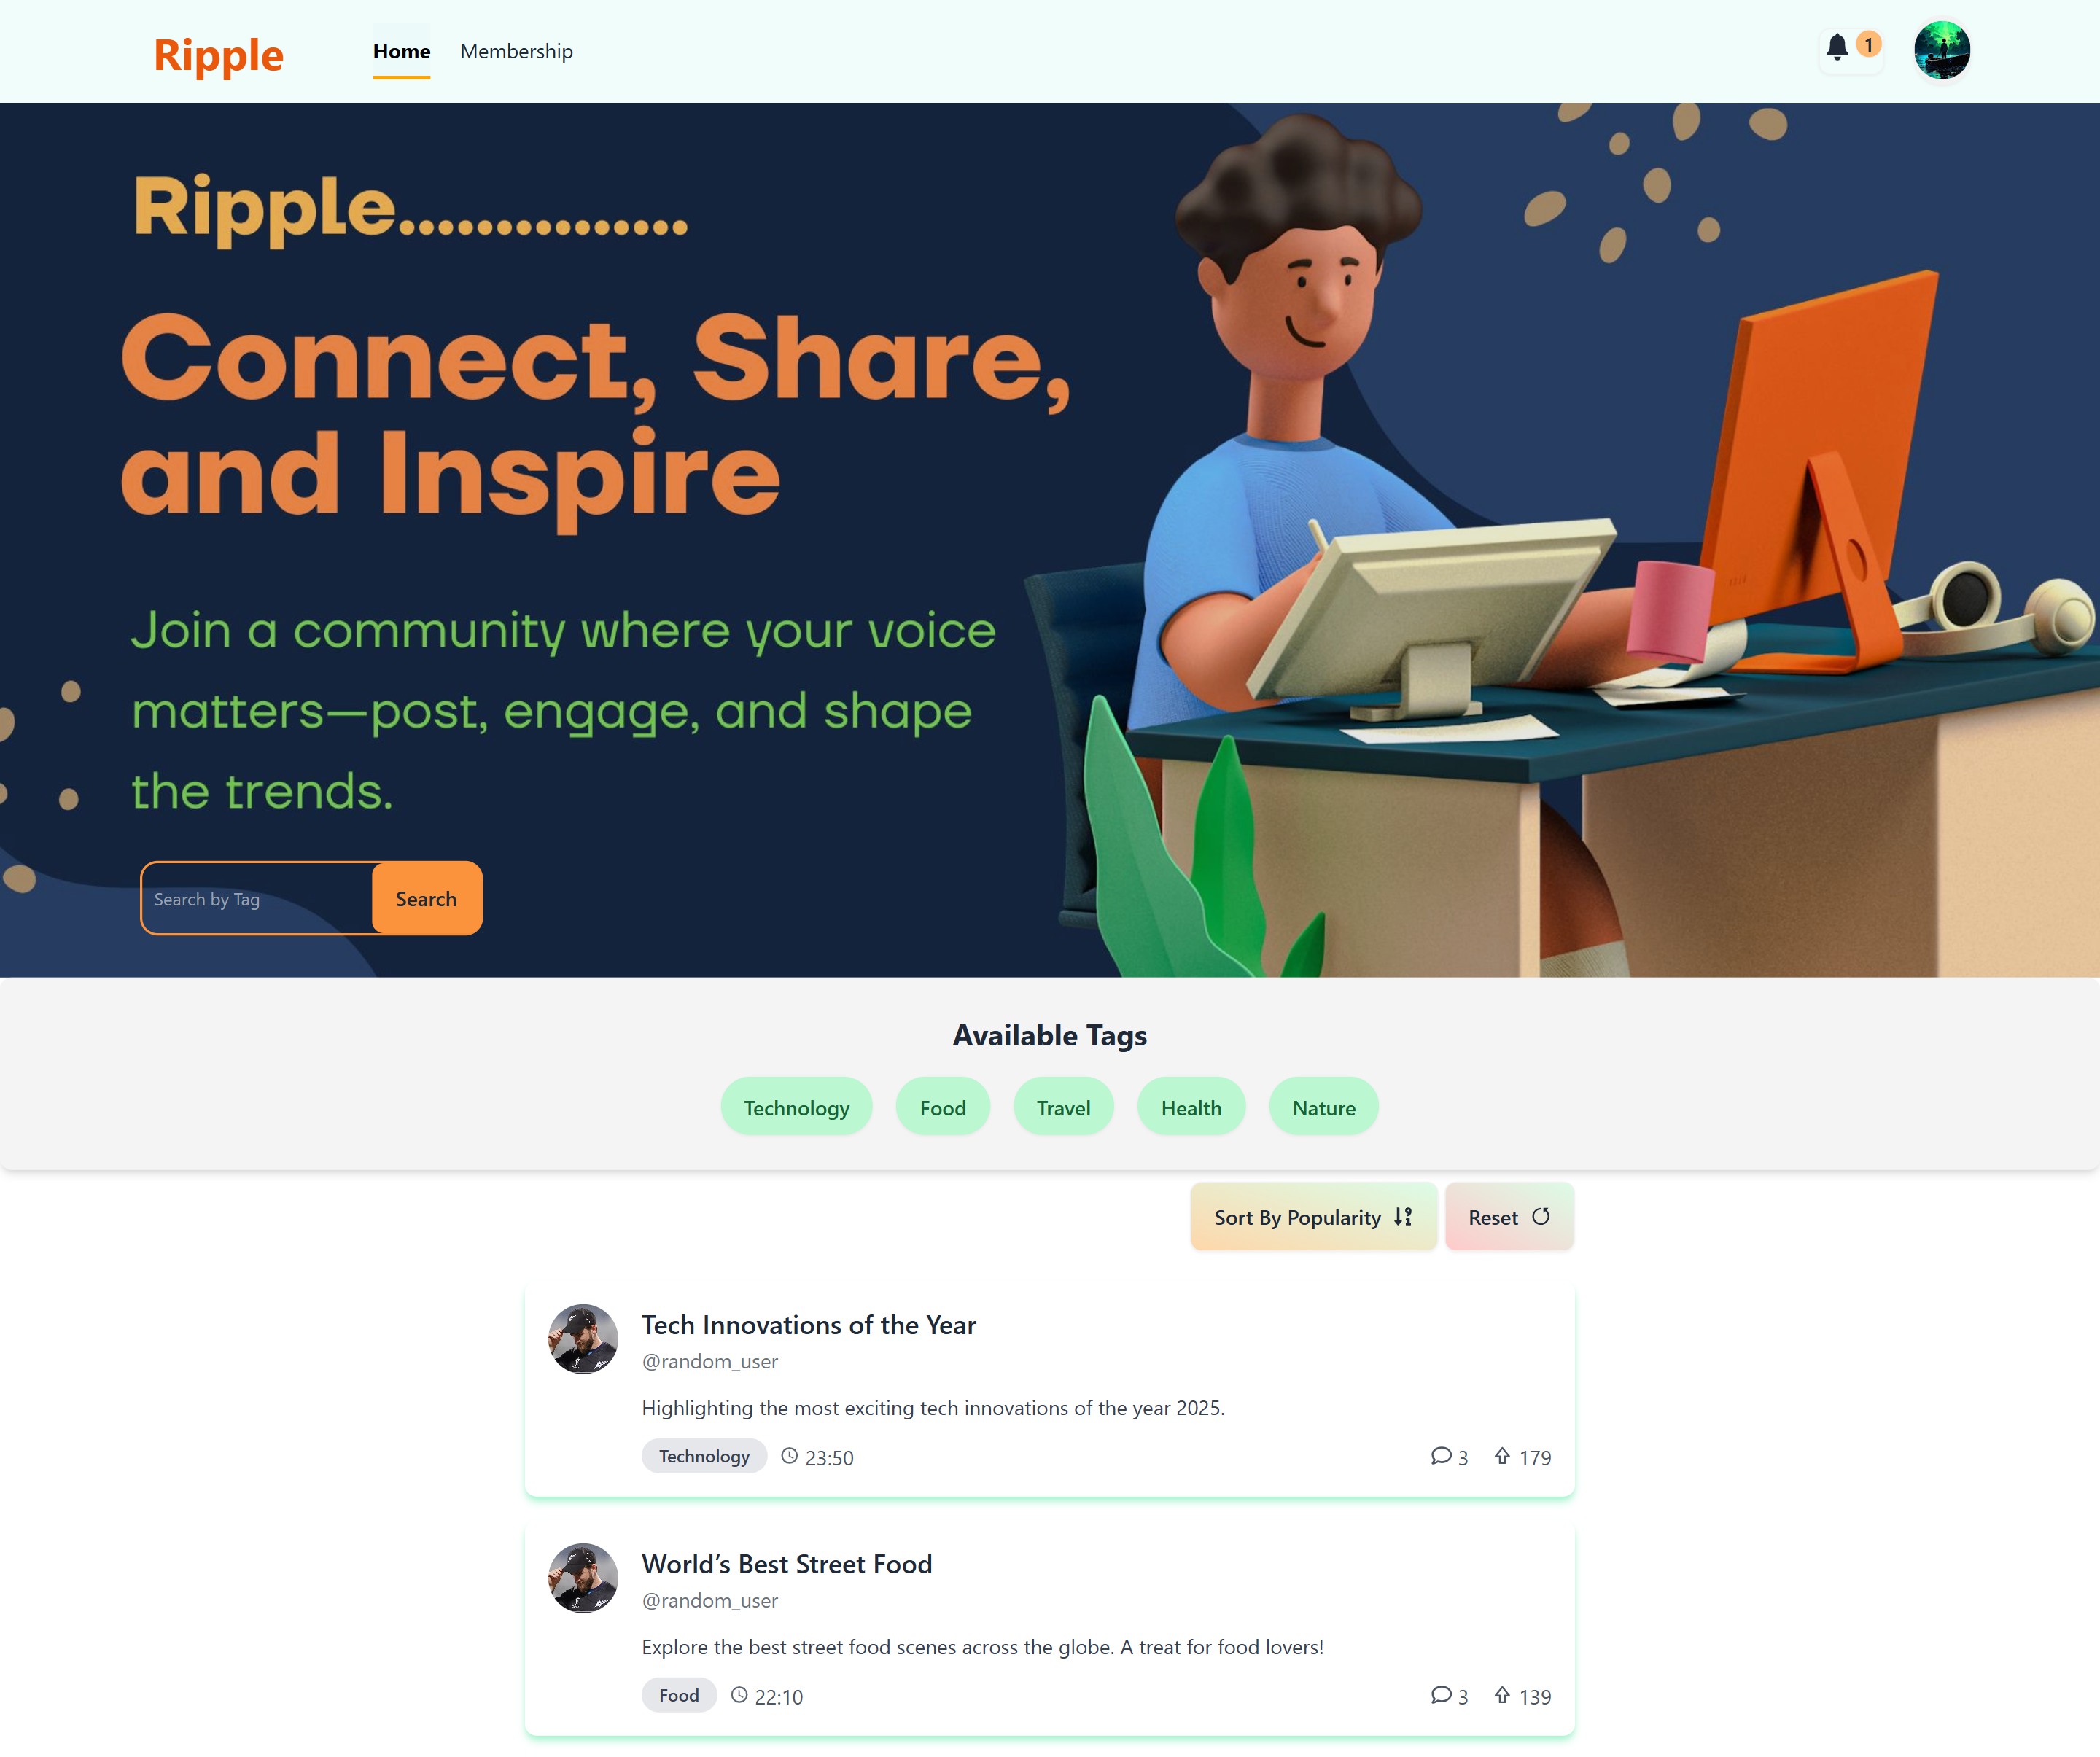 Ripple
Home
Membership
1
Ripple...............
Connect, Share,
and Inspire
Join a community where your voice
matters—post, engage, and shape
the trends.
Search by Tag
Search
Available Tags
Technology
Food
Travel
Health
Nature
Sort By Popularity
Reset
Tech Innovations of the Year
@random_user
Highlighting the most exciting tech innovations of the year 2025.
Technology
23:50
3
179
World’s Best Street Food
@random_user
Explore the best street food scenes across the globe. A treat for food lovers!
Food
22:10
3
139